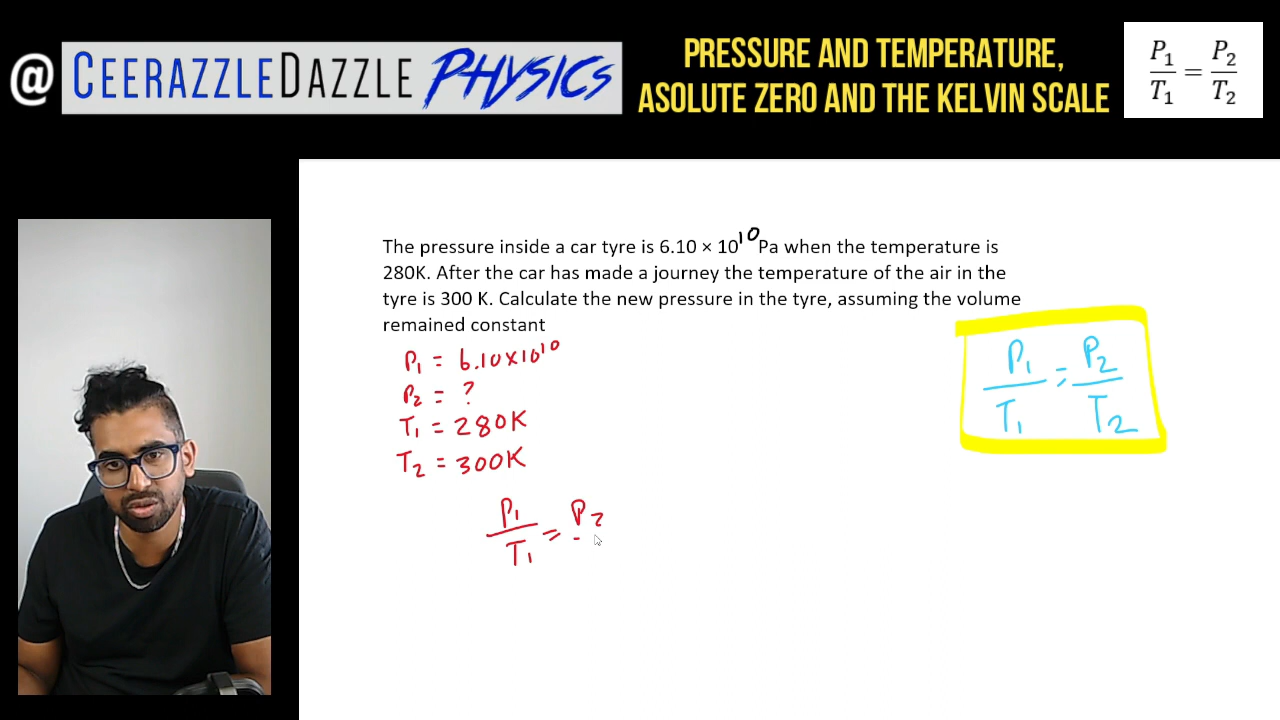 @ CEERAZZLEDAZZLE PHYSICS
PRESSURE AND TEMPERATURE,
ASOLUTE ZERO AND THE KELVIN SCALE
P₁/T₁ = P₂/T₂
The pressure inside a car tyre is 6.10 × 10¹⁰ Pa when the temperature is
280K. After the car has made a journey the temperature of the air in the
tyre is 300 K. Calculate the new pressure in the tyre, assuming the volume
remained constant
P₁ = 6.10×10¹⁰
P₂ = ?
T₁ = 280K
T₂ = 300K
P₁/T₁ = P₂
P₁/T₁ = P₂/T₂